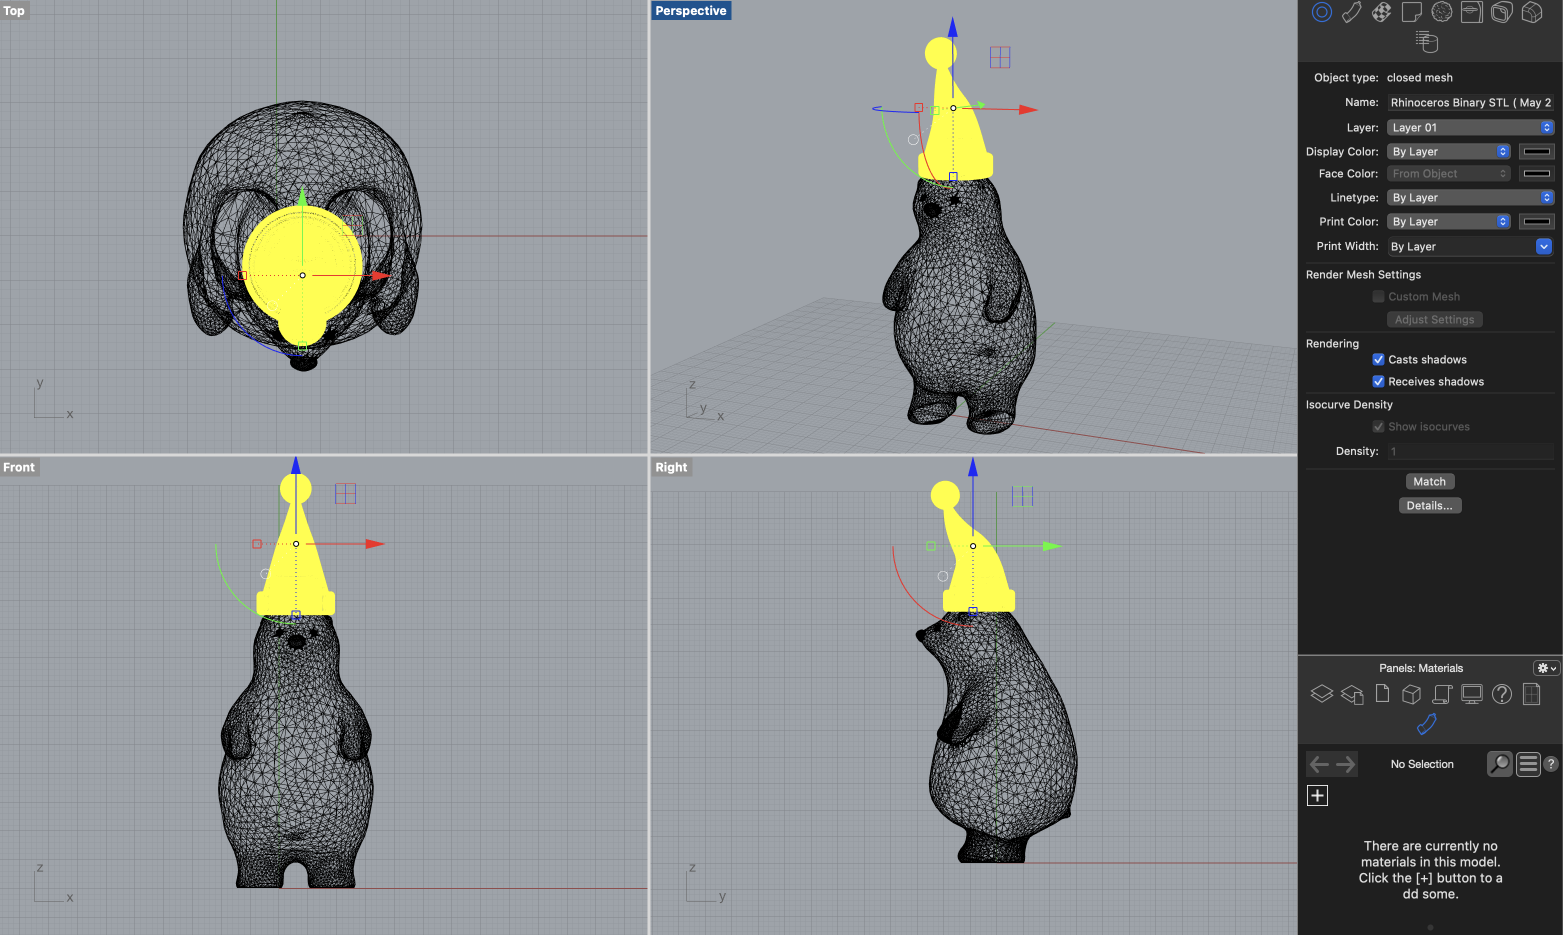 Top
Perspective
y
x
z
y
x
Front
Right
z
x
z
y
Object type: closed mesh
Name: Rhinoceros Binary STL ( May 2
Layer: Layer 01
Display Color: By Layer
Face Color: From Object
Linetype: By Layer
Print Color: By Layer
Print Width: By Layer
Render Mesh Settings
Custom Mesh
Adjust Settings
Rendering
Casts shadows
Receives shadows
Isocurve Density
Show isocurves
Density: 1
Match
Details...
Panels: Materials
?
No Selection
?
+
There are currently no
materials in this model.
Click the [+] button to a
dd some.